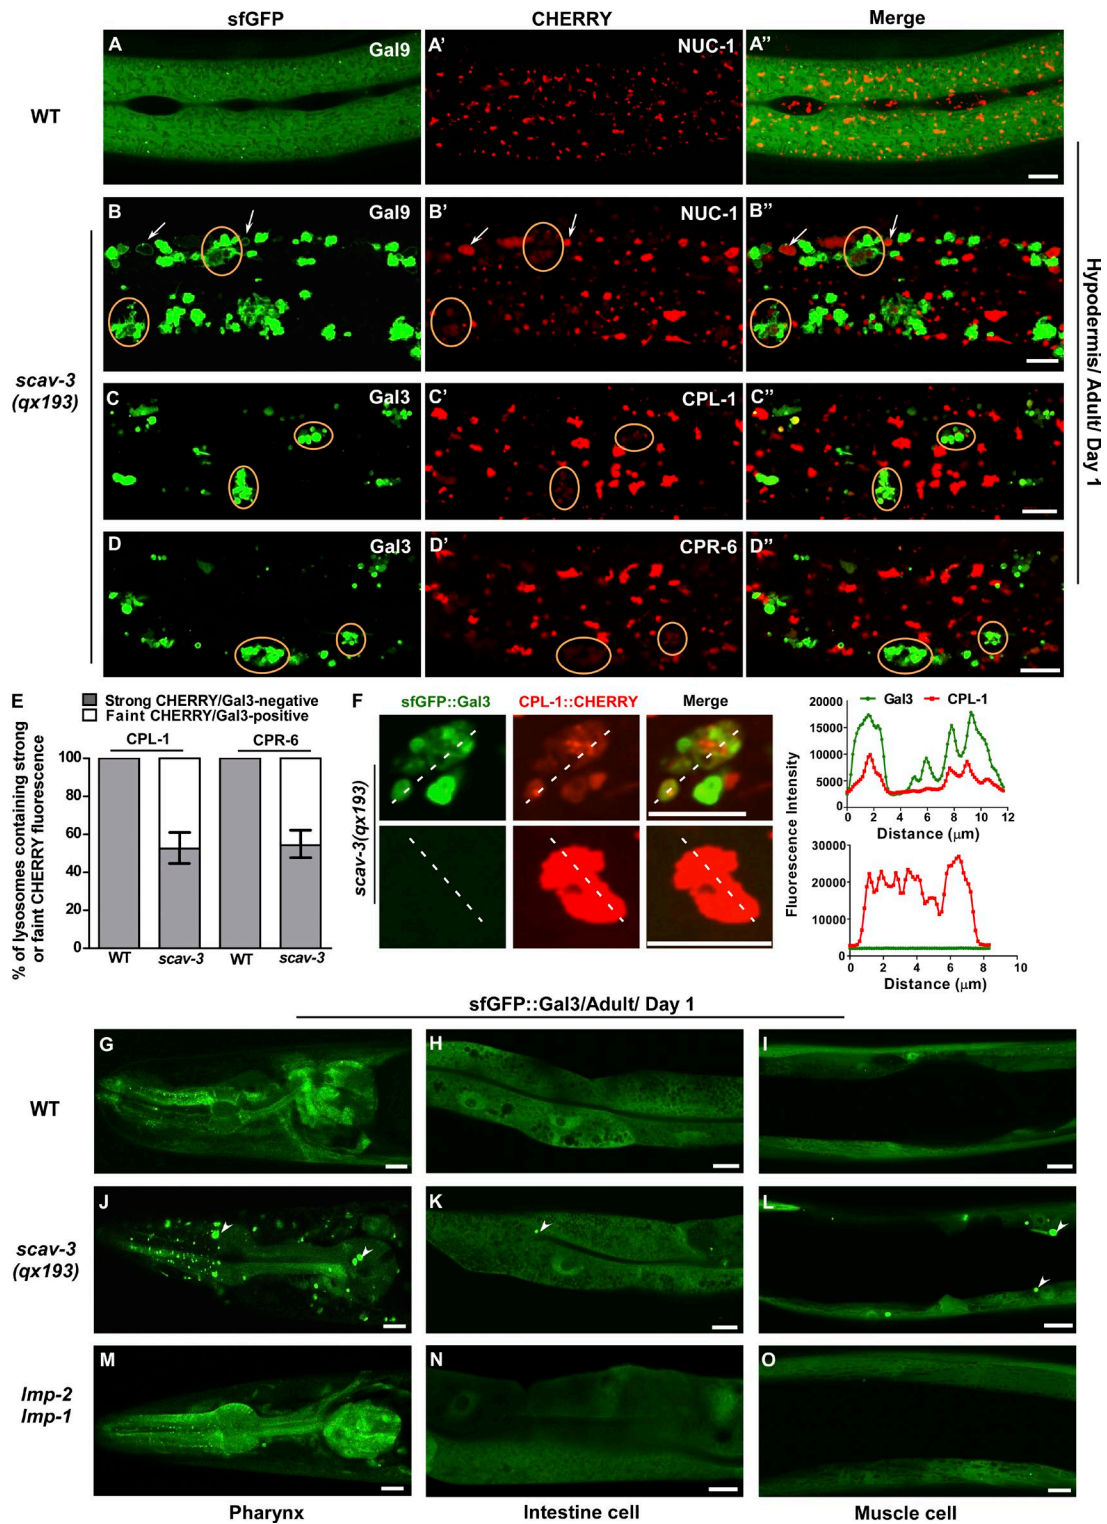 sfGFP CHERRY Merge
A Gal9 A' NUC-1 A''
WT
B Gal9 B' NUC-1 B''
scav-3
(qx193)
C Gal3 C' CPL-1 C''
D Gal3 D' CPR-6 D''
Hypodermis/ Adult/ Day 1
E
Strong CHERRY/Gal3-negative
Faint CHERRY/Gal3-positive
CPL-1 CPR-6
% of lysosomes containing strong
or faint CHERRY fluorescence
100
80
60
40
20
0
WT scav-3 WT scav-3
F sfGFP::Gal3 CPL-1::CHERRY Merge
scav-3(qx193)
Gal3 CPL-1
20000
15000
10000
5000
0
0 2 4 6 8 10 12
Distance (μm)
Fluorescence Intensity
30000
20000
10000
0
0 2 4 6 8 10
Distance (μm)
sfGFP::Gal3/Adult/ Day 1
G H I
WT
J K L
scav-3
(qx193)
M N O
lmp-2
lmp-1
Pharynx Intestine cell Muscle cell